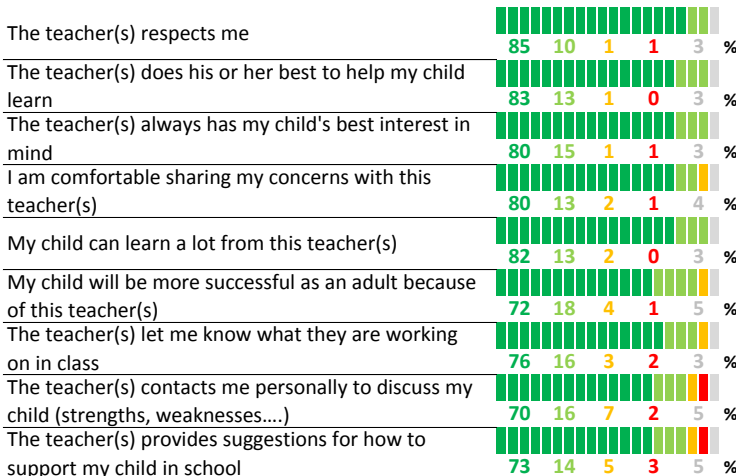 The teacher(s) respects me
85 10 1 1 3 %
The teacher(s) does his or her best to help my child
learn
83 13 1 0 3 %
The teacher(s) always has my child's best interest in
mind
80 15 1 1 3 %
I am comfortable sharing my concerns with this
teacher(s)
80 13 2 1 4 %
My child can learn a lot from this teacher(s)
82 13 2 0 3 %
My child will be more successful as an adult because
of this teacher(s)
72 18 4 1 5 %
The teacher(s) let me know what they are working
on in class
76 16 3 2 3 %
The teacher(s) contacts me personally to discuss my
child (strengths, weaknesses....)
70 16 7 2 5 %
The teacher(s) provides suggestions for how to
support my child in school
73 14 5 3 5 %